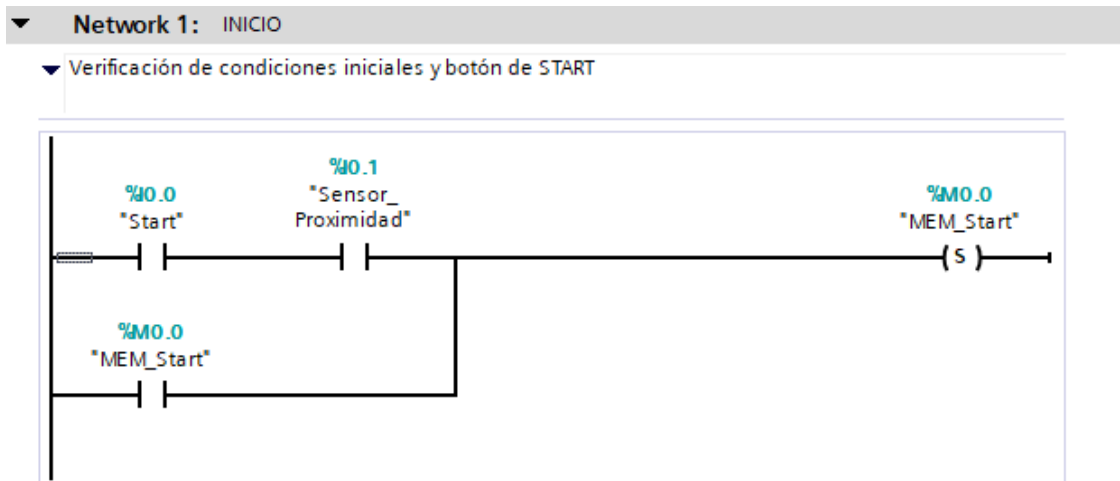 Network 1: INICIO
Verificación de condiciones iniciales y botón de START
%I0.0
"Start"
%I0.1
"Sensor_
Proximidad"
%M0.0
"MEM_Start"
S
%M0.0
"MEM_Start"